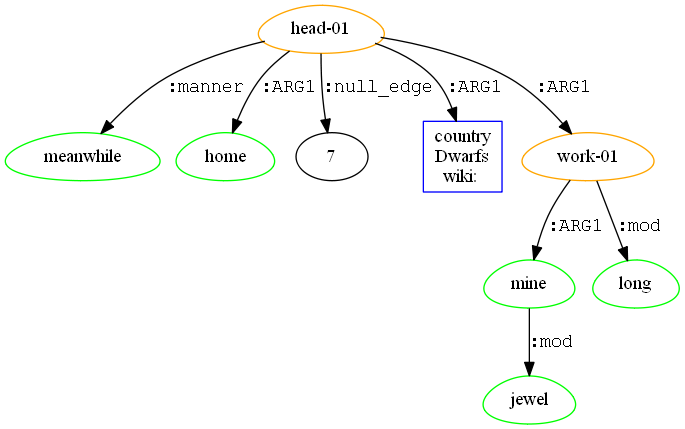 head-01
:manner
:ARG1
:null_edge
:ARG1
:ARG1
meanwhile
home
7
country
Dwarfs
wiki:
work-01
:ARG1
:mod
mine
long
:mod
jewel